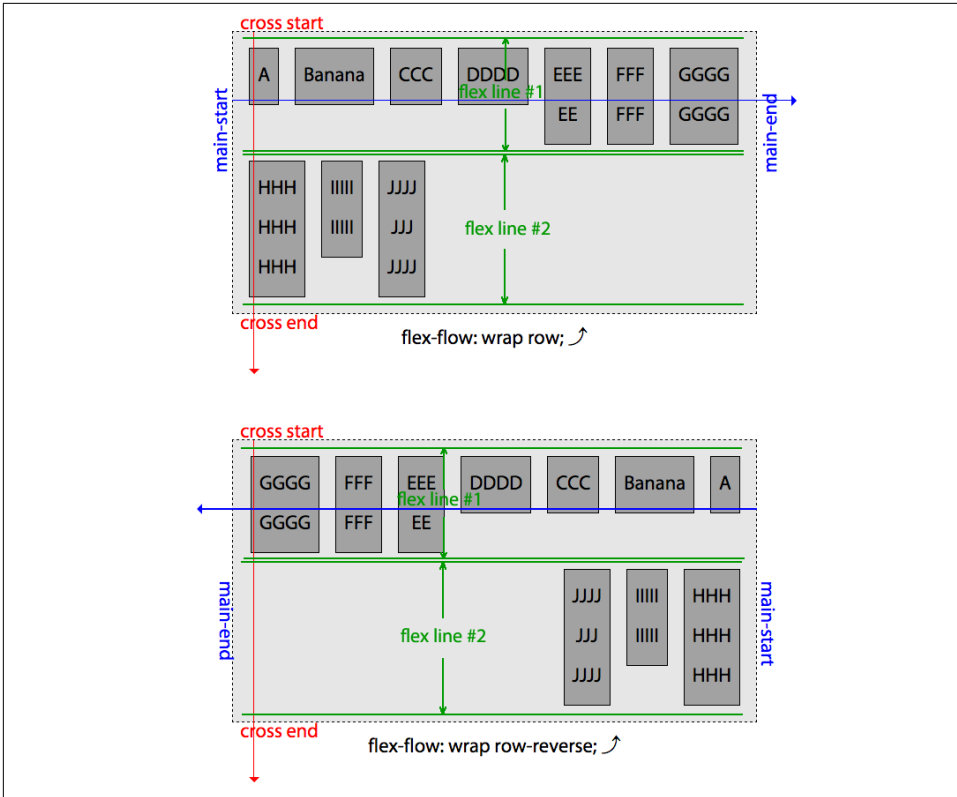 cross start
A Banana CCC DDDD EEE FFF GGGG
flex line #1
EE FFF GGGG
main-start
main-end
HHH IIIII JJJJ
HHH IIIII JJJ
flex line #2
HHH JJJJ
cross end
flex-flow: wrap row;
cross start
GGGG FFF EEE DDDD CCC Banana A
flex line #1
GGGG FFF EE
main-end
main-start
JJJJ IIIII HHH
JJJ IIIII HHH
flex line #2
JJJJ HHH
cross end
flex-flow: wrap row-reverse;